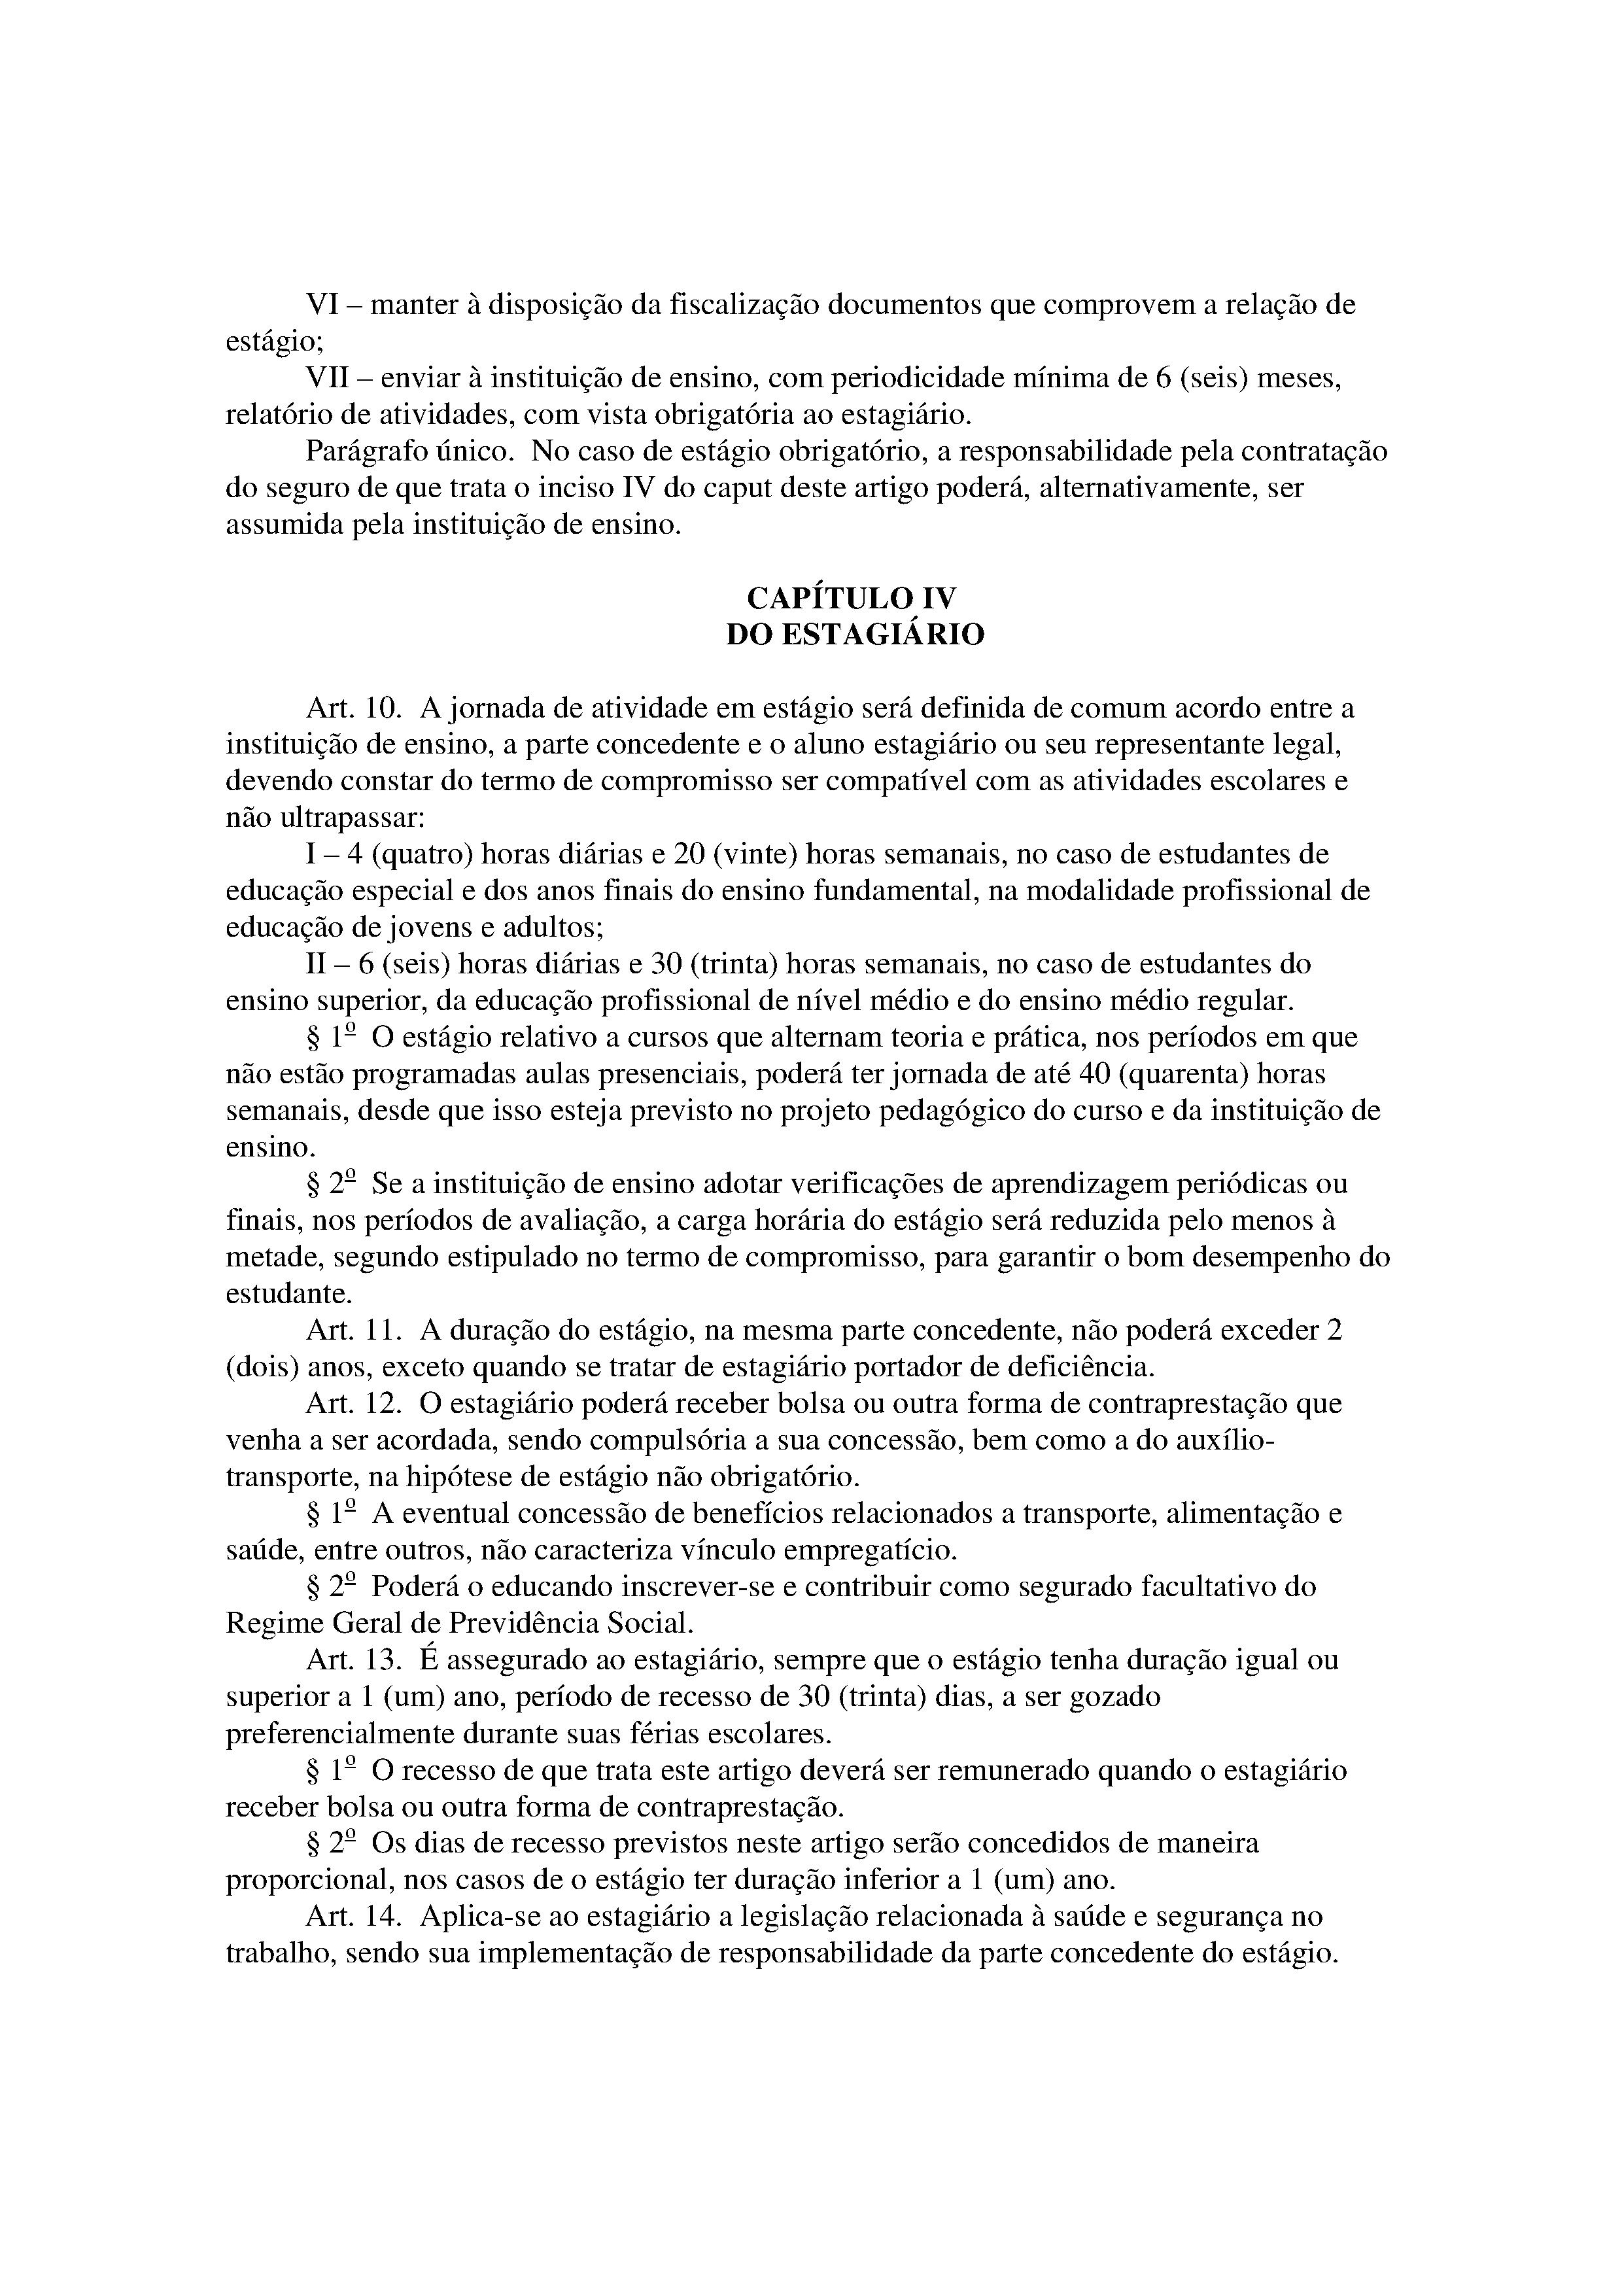 VI – manter à disposição da fiscalização documentos que comprovem a relação de
estágio;
VII – enviar à instituição de ensino, com periodicidade mínima de 6 (seis) meses,
relatório de atividades, com vista obrigatória ao estagiário.
Parágrafo único. No caso de estágio obrigatório, a responsabilidade pela contratação
do seguro de que trata o inciso IV do caput deste artigo poderá, alternativamente, ser
assumida pela instituição de ensino.
CAPÍTULO IV
DO ESTAGIÁRIO
Art. 10. A jornada de atividade em estágio será definida de comum acordo entre a
instituição de ensino, a parte concedente e o aluno estagiário ou seu representante legal,
devendo constar do termo de compromisso ser compatível com as atividades escolares e
não ultrapassar:
I – 4 (quatro) horas diárias e 20 (vinte) horas semanais, no caso de estudantes de
educação especial e dos anos finais do ensino fundamental, na modalidade profissional de
educação de jovens e adultos;
II – 6 (seis) horas diárias e 30 (trinta) horas semanais, no caso de estudantes do
ensino superior, da educação profissional de nível médio e do ensino médio regular.
§ 1º O estágio relativo a cursos que alternam teoria e prática, nos períodos em que
não estão programadas aulas presenciais, poderá ter jornada de até 40 (quarenta) horas
semanais, desde que isso esteja previsto no projeto pedagógico do curso e da instituição de
ensino.
§ 2º Se a instituição de ensino adotar verificações de aprendizagem periódicas ou
finais, nos períodos de avaliação, a carga horária do estágio será reduzida pelo menos à
metade, segundo estipulado no termo de compromisso, para garantir o bom desempenho do
estudante.
Art. 11. A duração do estágio, na mesma parte concedente, não poderá exceder 2
(dois) anos, exceto quando se tratar de estagiário portador de deficiência.
Art. 12. O estagiário poderá receber bolsa ou outra forma de contraprestação que
venha a ser acordada, sendo compulsória a sua concessão, bem como a do auxílio-
transporte, na hipótese de estágio não obrigatório.
§ 1º A eventual concessão de benefícios relacionados a transporte, alimentação e
saúde, entre outros, não caracteriza vínculo empregatício.
§ 2º Poderá o educando inscrever-se e contribuir como segurado facultativo do
Regime Geral de Previdência Social.
Art. 13. É assegurado ao estagiário, sempre que o estágio tenha duração igual ou
superior a 1 (um) ano, período de recesso de 30 (trinta) dias, a ser gozado
preferencialmente durante suas férias escolares.
§ 1º O recesso de que trata este artigo deverá ser remunerado quando o estagiário
receber bolsa ou outra forma de contraprestação.
§ 2º Os dias de recesso previstos neste artigo serão concedidos de maneira
proporcional, nos casos de o estágio ter duração inferior a 1 (um) ano.
Art. 14. Aplica-se ao estagiário a legislação relacionada à saúde e segurança no
trabalho, sendo sua implementação de responsabilidade da parte concedente do estágio.